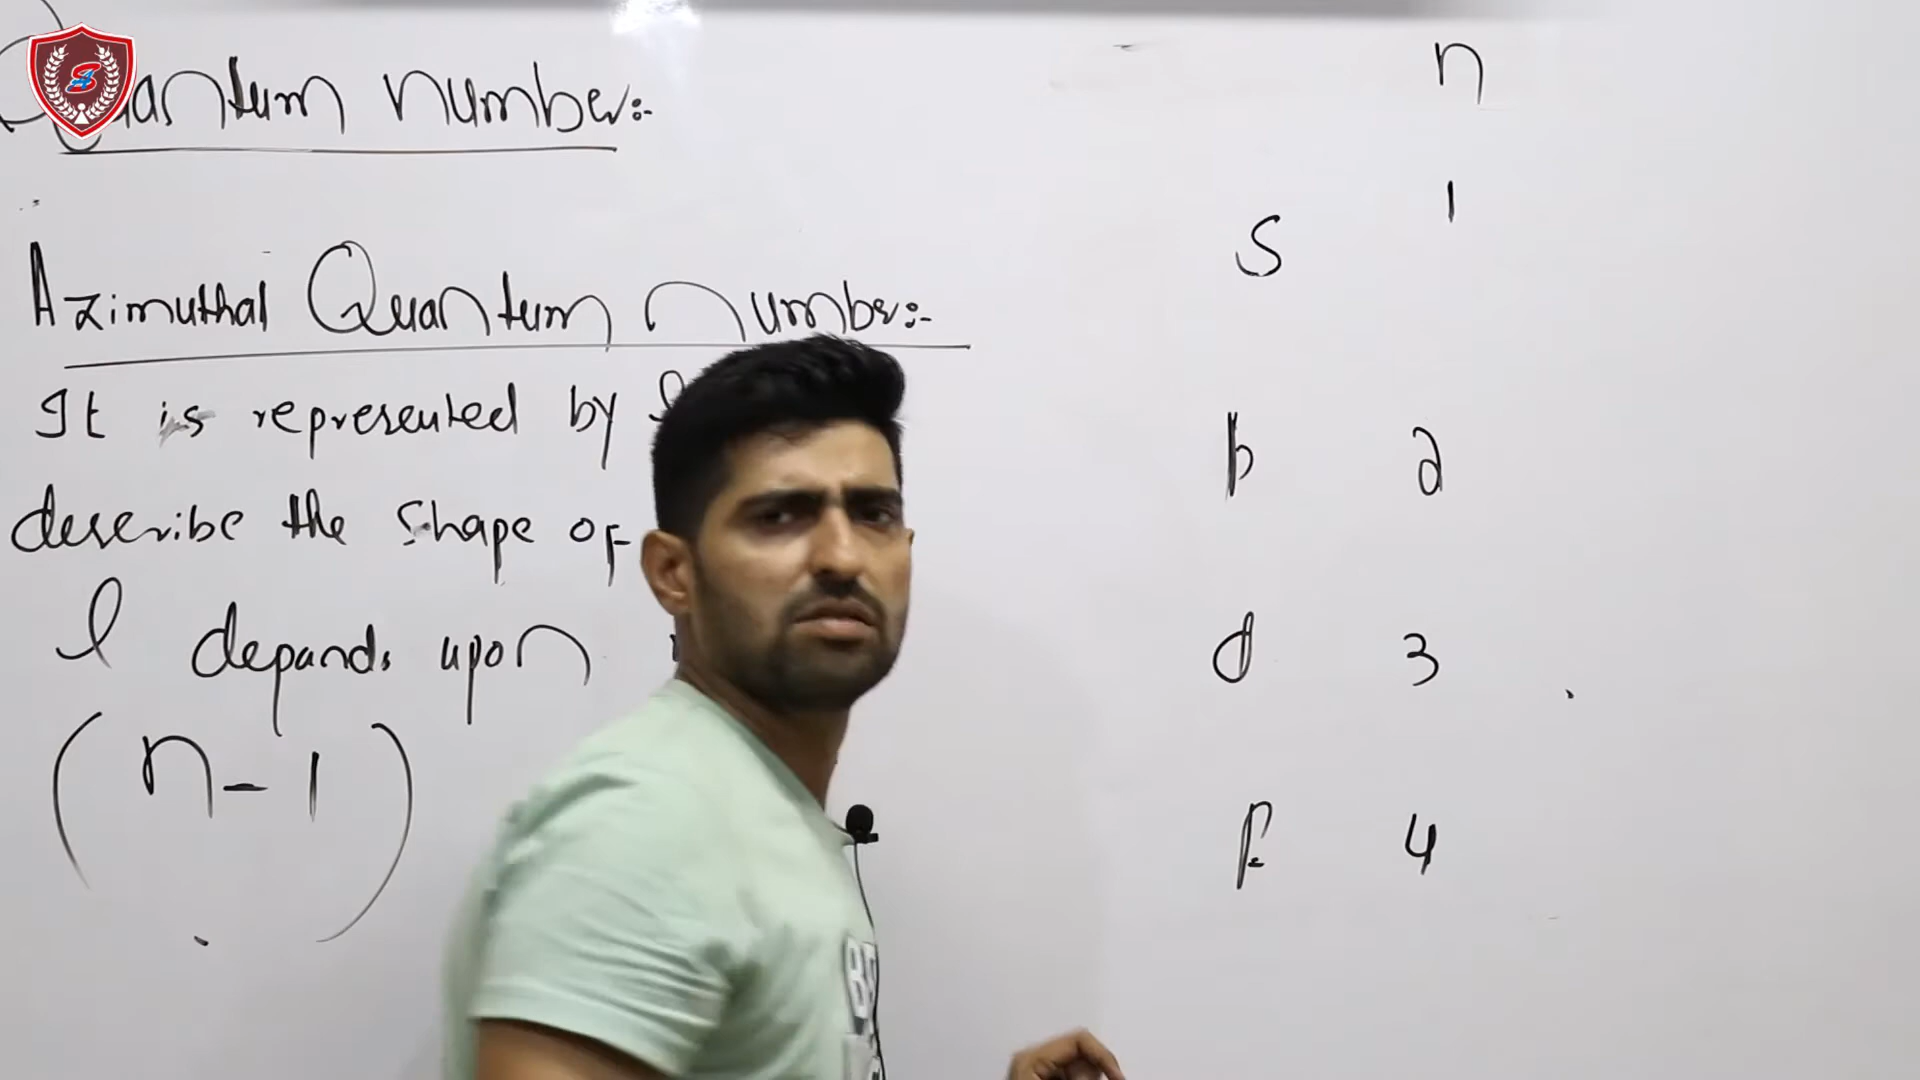 Quantum number:-
Azimuthal Quantum number:-
It is represented by l
describe the shape of
l depands upon
(n-1)
n
s 1
p 2
d 3
f 4